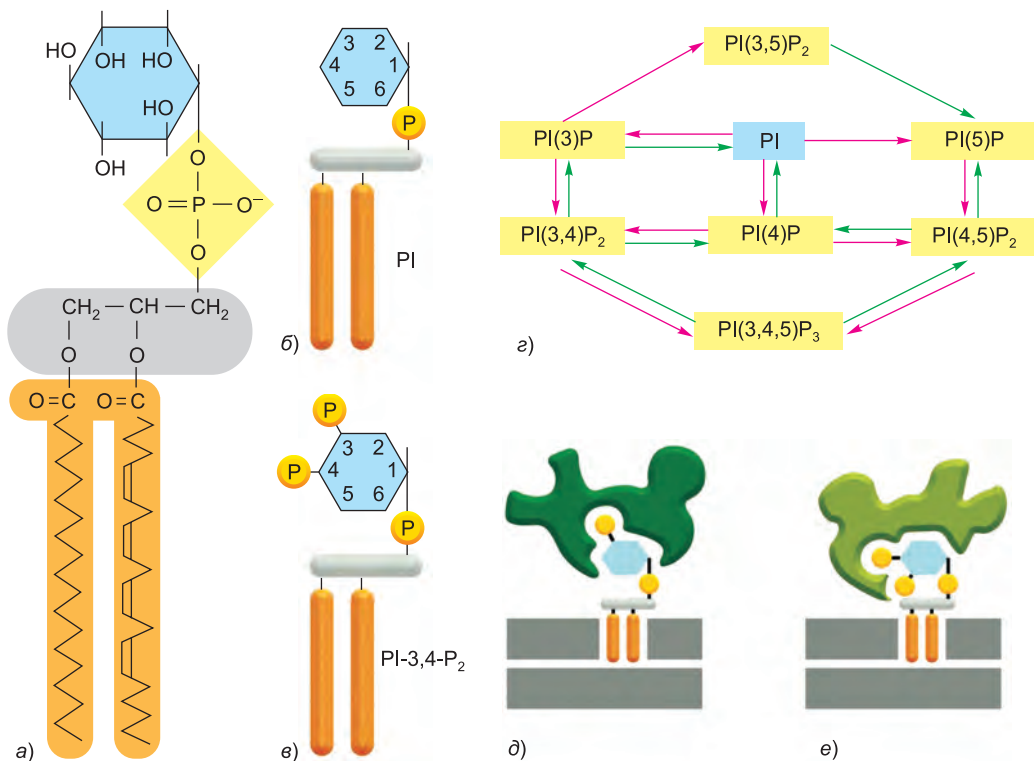 HO
OH
HO
HO
HO
OH
O
O=P—O⁻
O
CH₂—CH—CH₂
O
O
O=C
O=C
а)
3 2
4 1
5 6
P
PI
б)
P
P
3 2
4 1
5 6
P
PI-3,4-P₂
в)
PI(3,5)P₂
PI(3)P
PI
PI(5)P
PI(3,4)P₂
PI(4)P
PI(4,5)P₂
PI(3,4,5)P₃
г)
д)
е)